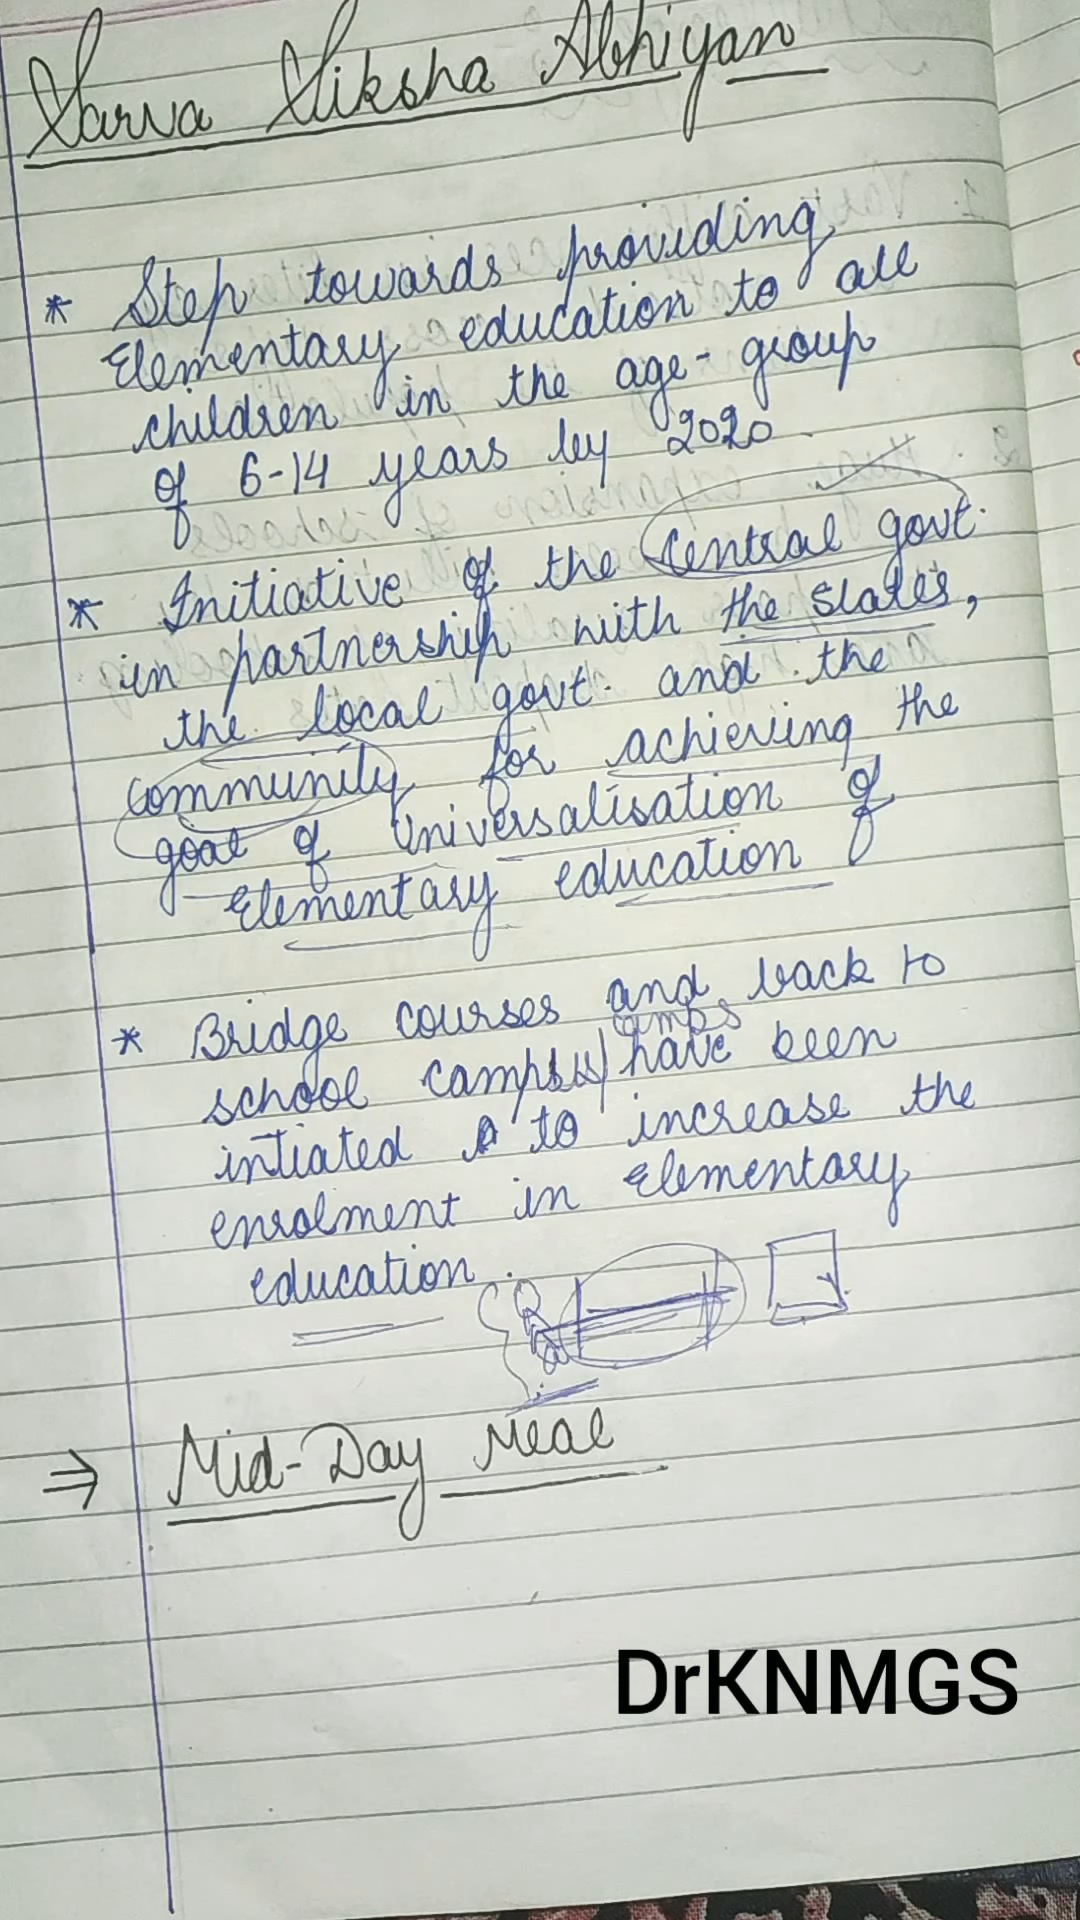 Sarva Siksha Abhiyan
* Step towards providing
Elementary education to all
children in the age-group
of 6-14 years by 2020.
* Initiative of the Central govt.
in partnership with the states,
the local govt. and the
community for achieving the
goal of Universalisation of
Elementary education
* Bridge courses and back to
school camps have been
intiated to increase the
enrolment in Elementary
education.
⇒ Mid-Day Meal
DrKNMGS